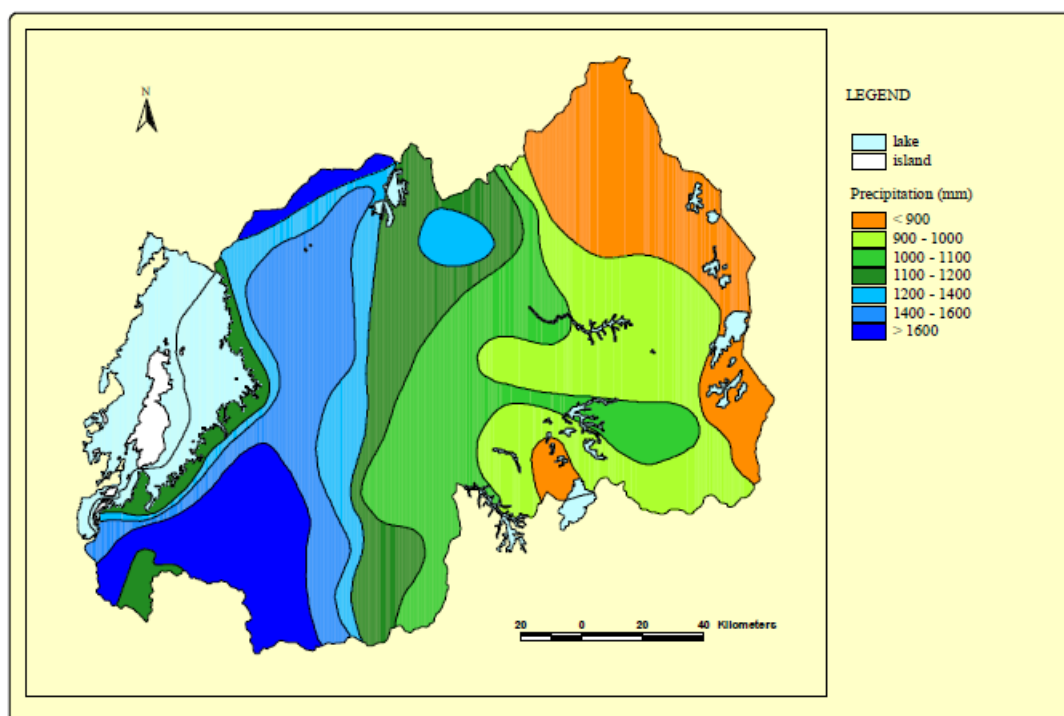 N
LEGEND
lake
island
Precipitation (mm)
< 900
900 - 1000
1000 - 1100
1100 - 1200
1200 - 1400
1400 - 1600
> 1600
20 0 20 40 Kilometers